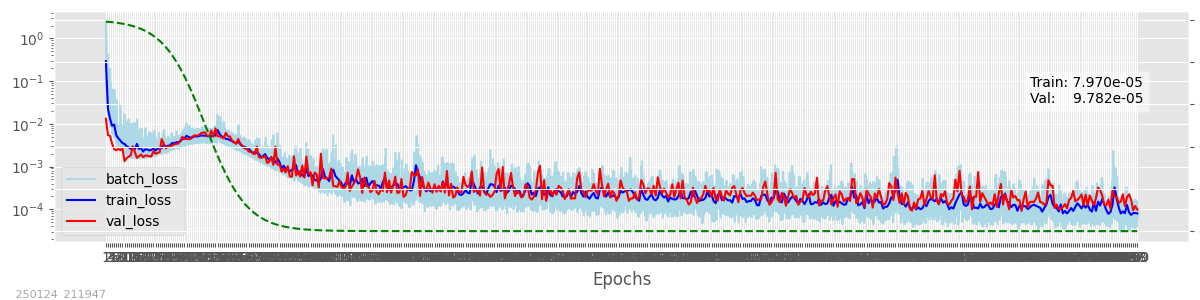 10⁰
10⁻¹
10⁻²
10⁻³
10⁻⁴
Train: 7.970e-05
Val: 9.782e-05
batch_loss
train_loss
val_loss
Epochs
250124_211947